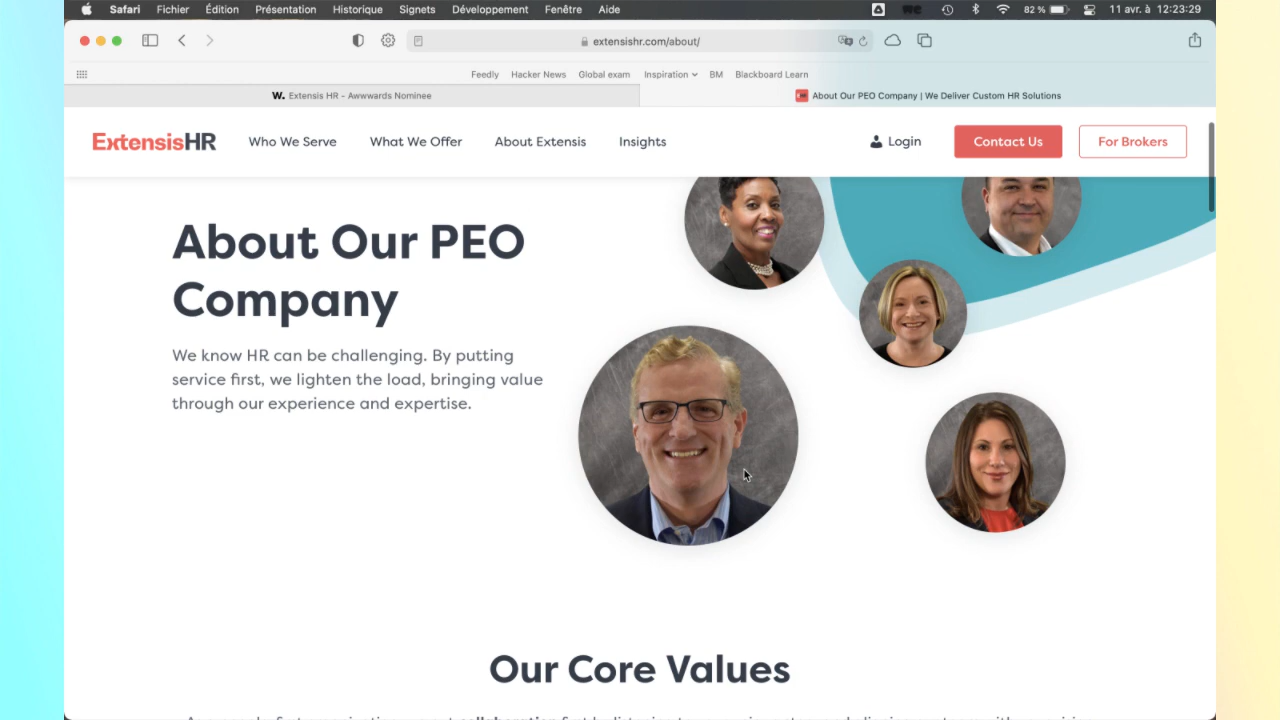 Safari Fichier Édition Présentation Historique Signets Développement Fenêtre Aide 82 % 11 avr. à 12:23:29
extensishr.com/about/
Feedly Hacker News Global exam Inspiration BM Blackboard Learn
W. Extensis HR – Awwwards Nominee About Our PEO Company | We Deliver Custom HR Solutions
ExtensisHR Who We Serve What We Offer About Extensis Insights Login Contact Us For Brokers
About Our PEO
Company
We know HR can be challenging. By putting
service first, we lighten the load, bringing value
through our experience and expertise.
Our Core Values